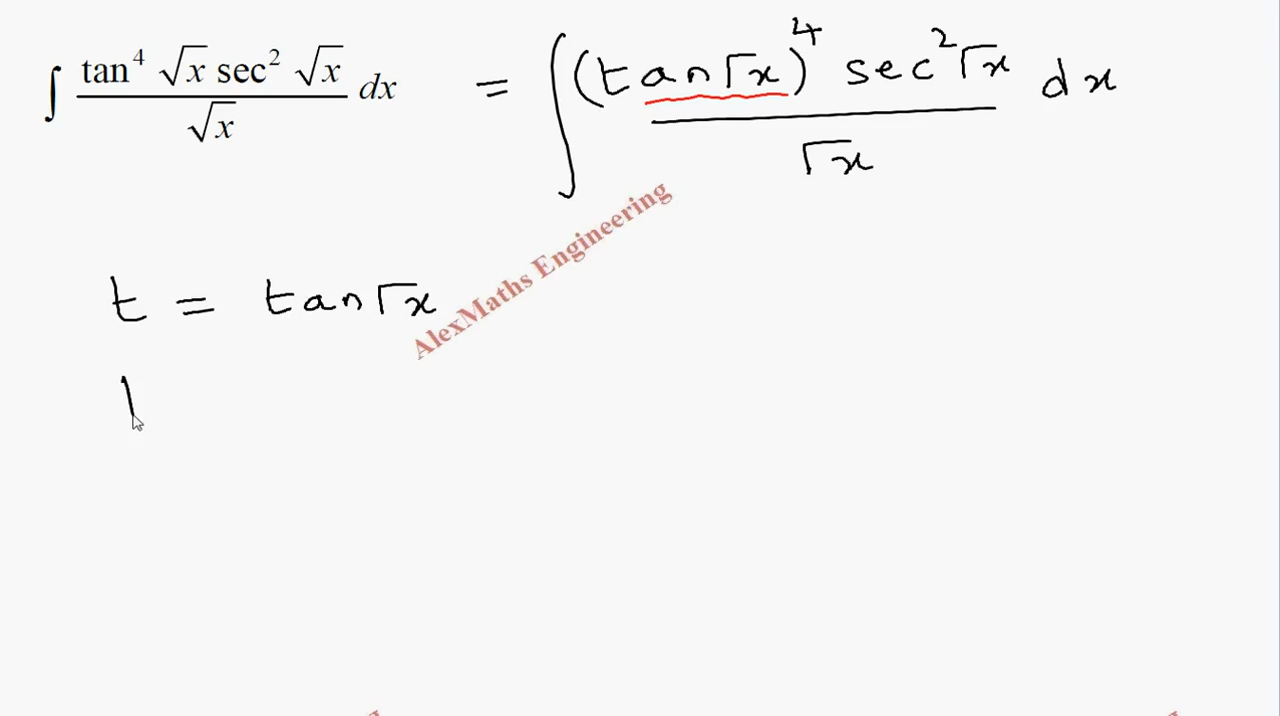 ∫ tan⁴ √x sec² √x / √x dx = ∫ (tan√x)⁴ sec² √x / √x dx
t = tan√x
AlexMaths Engineering